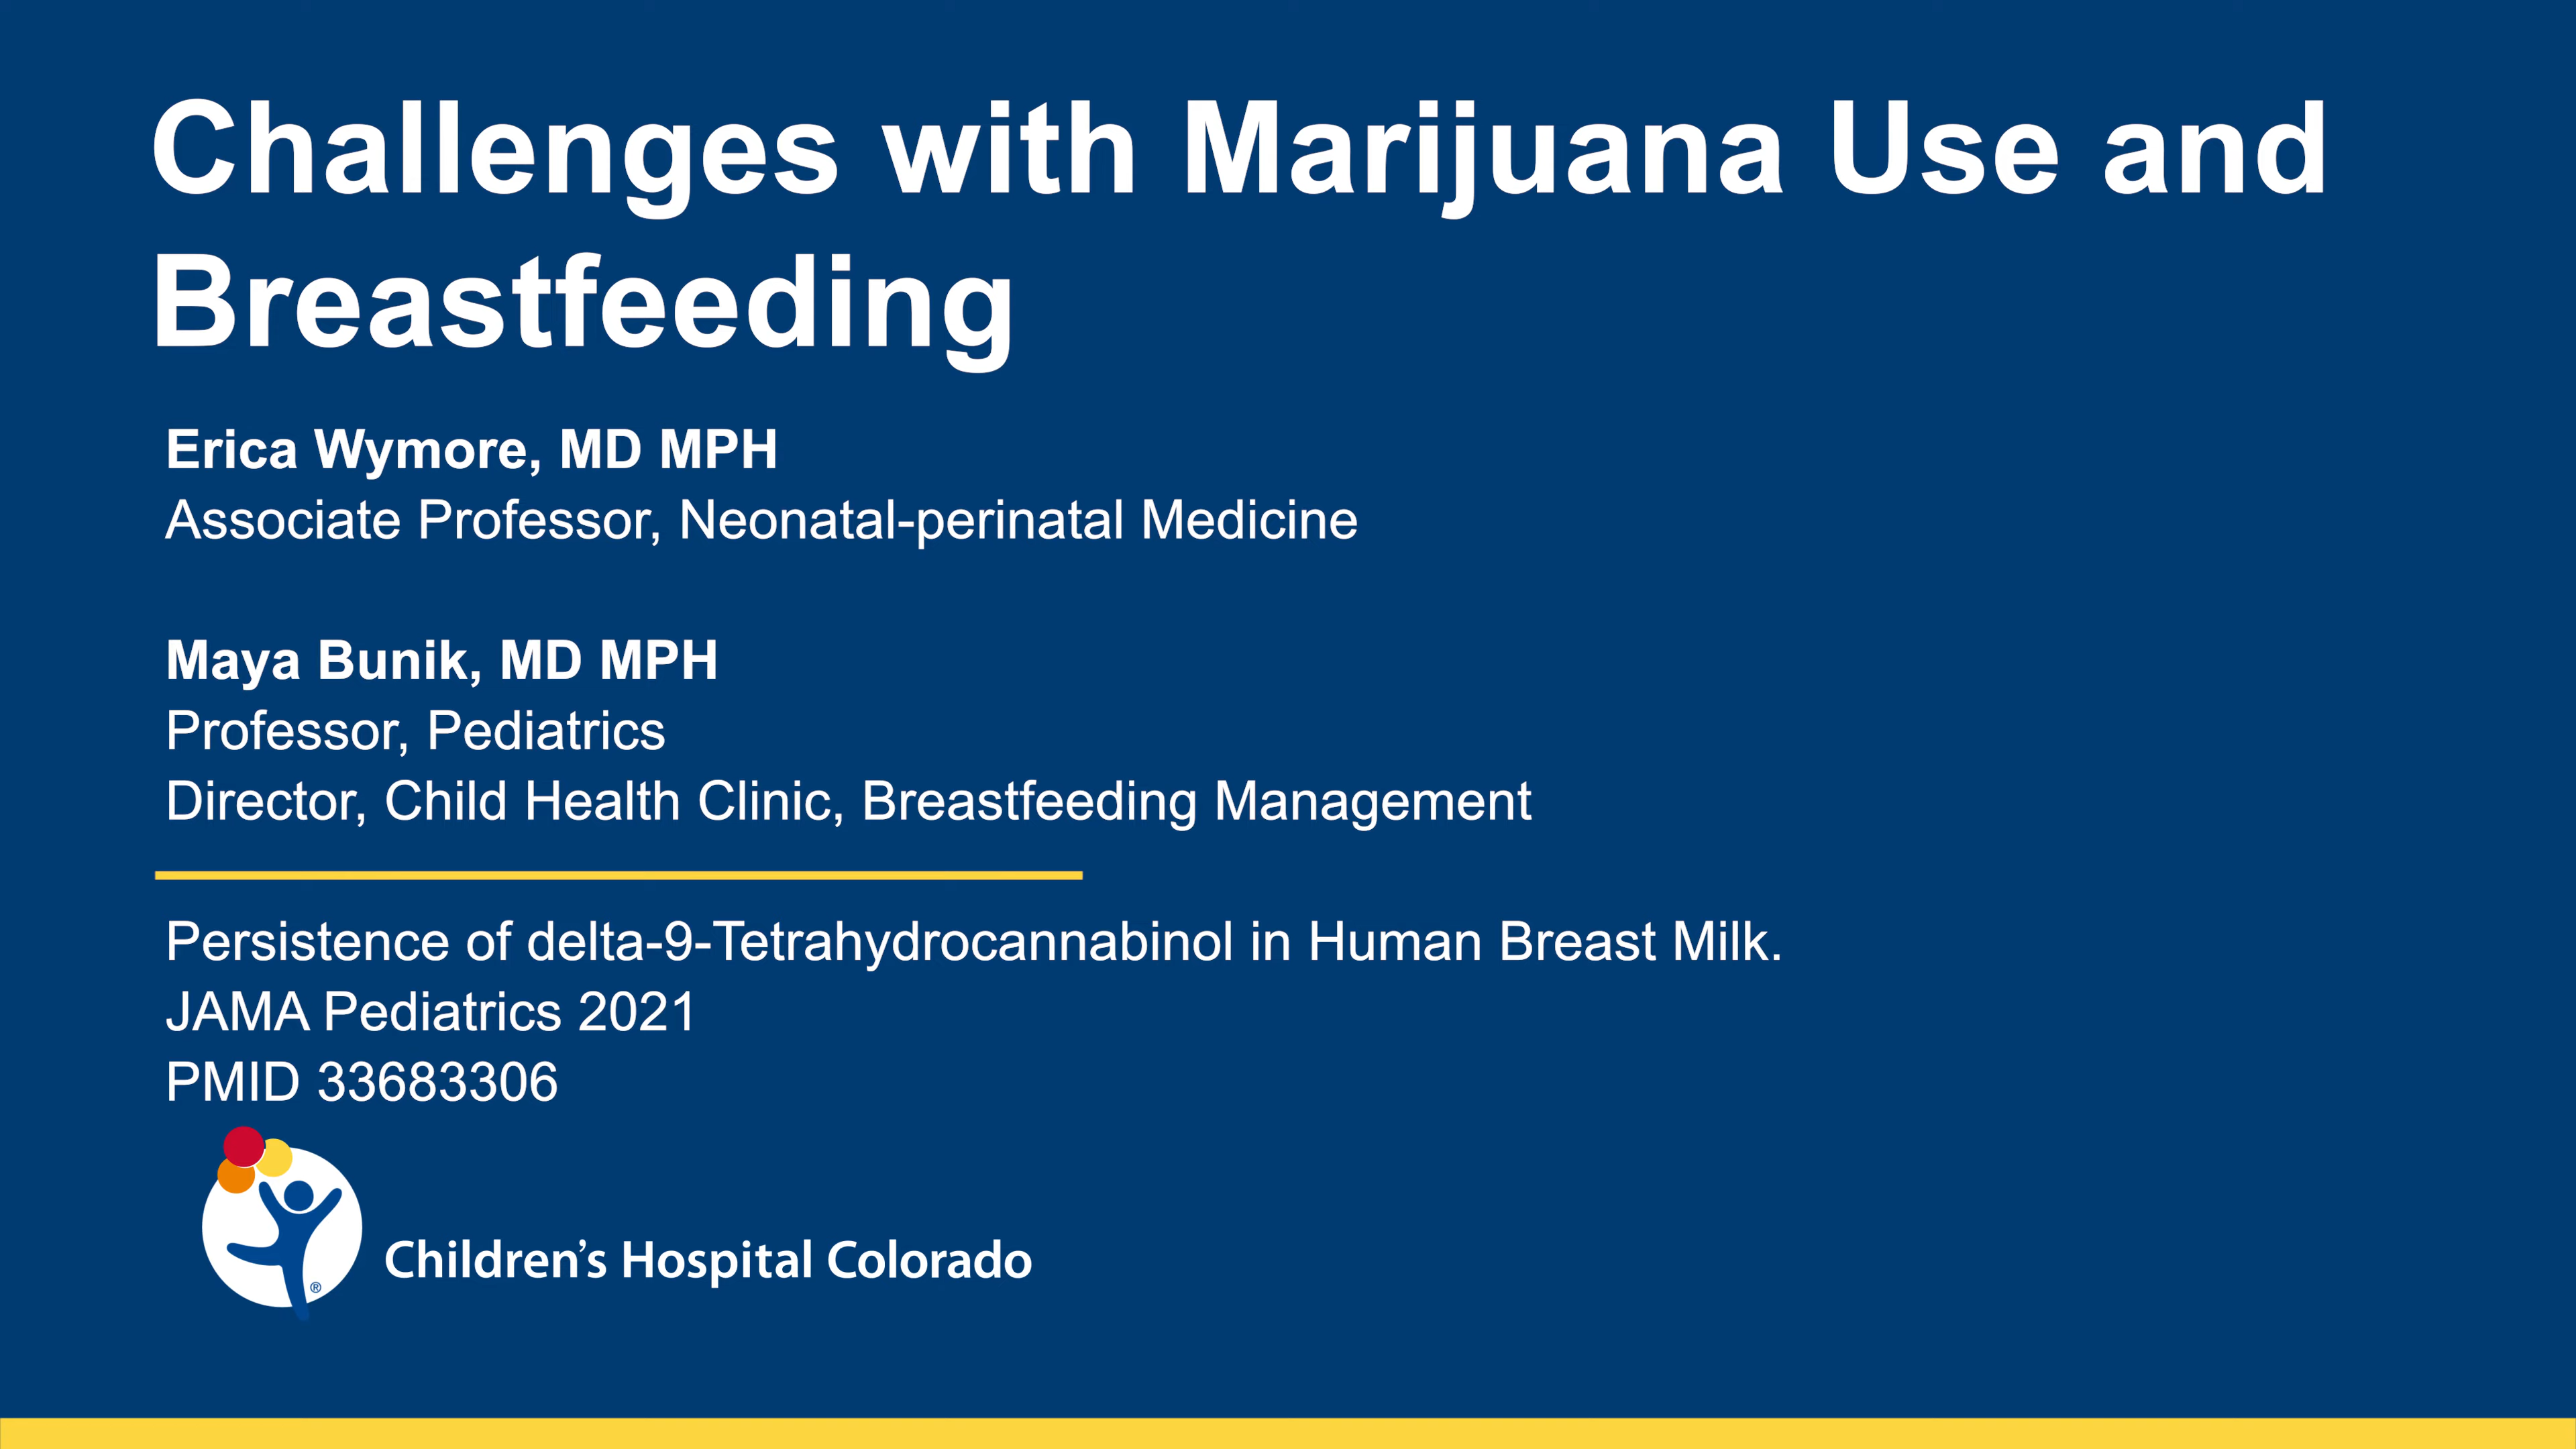 Challenges with Marijuana Use and
Breastfeeding
Erica Wymore, MD MPH
Associate Professor, Neonatal-perinatal Medicine
Maya Bunik, MD MPH
Professor, Pediatrics
Director, Child Health Clinic, Breastfeeding Management
Persistence of delta-9-Tetrahydrocannabinol in Human Breast Milk.
JAMA Pediatrics 2021
PMID 33683306
®
Children's Hospital Colorado